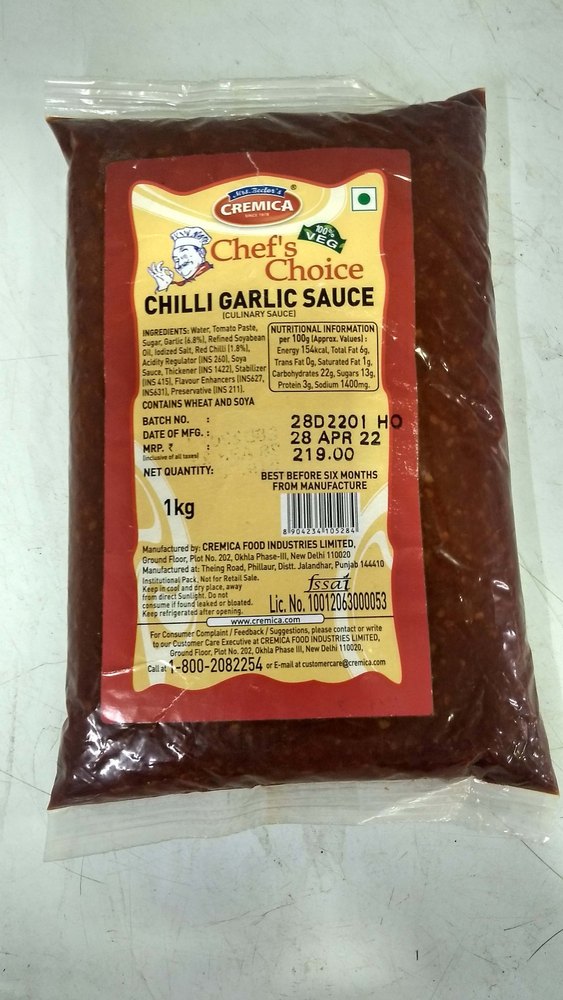 Mrs. Bector's
CREMICA
®
SINCE 1978
100%
VEG
Chef's
Choice
CHILLI GARLIC SAUCE
(CULINARY SAUCE)
INGREDIENTS: Water, Tomato Paste,
Sugar, Garlic (6.8%), Refined Soyabean
Oil, Iodized Salt, Red Chilli (1.8%),
Acidity Regulator (INS 260), Soya
Sauce, Thickener (INS 1422), Stabilizer
(INS 415), Flavour Enhancers (INS627,
INS631), Preservative (INS 211).
CONTAINS WHEAT AND SOYA
NUTRITIONAL INFORMATION
per 100g (Approx. Values) :
Energy 154kcal, Total Fat 6g,
Trans Fat 0g, Saturated Fat 1g,
Carbohydrates 22g, Sugars 13g,
Protein 3g, Sodium 1400mg.
BATCH NO. : 28D2201 HO
DATE OF MFG. : 28 APR 22
MRP. ₹ : 219.00
(Inclusive of all taxes)
NET QUANTITY:
1kg
BEST BEFORE SIX MONTHS
FROM MANUFACTURE
8 904234 105284
Manufactured by: CREMICA FOOD INDUSTRIES LIMITED,
Ground Floor, Plot No. 202, Okhla Phase-III, New Delhi 110020
Manufactured at: Theing Road, Phillaur, Distt. Jalandhar, Punjab 144410
Institutional Pack, Not for Retail Sale.
Keep in cool and dry place, away
from direct Sunlight. Do not
consume if found leaked or bloated.
Keep refrigerated after opening.
fssai
Lic. No. 10012063000053
www.cremica.com
For Consumer Complaint / Feedback / Suggestions, please contact or write
to our Customer Care Executive at CREMICA FOOD INDUSTRIES LIMITED,
Ground Floor, Plot No. 202, Okhla Phase III, New Delhi 110020,
Call at 1-800-2082254 or E-mail at customercare@cremica.com